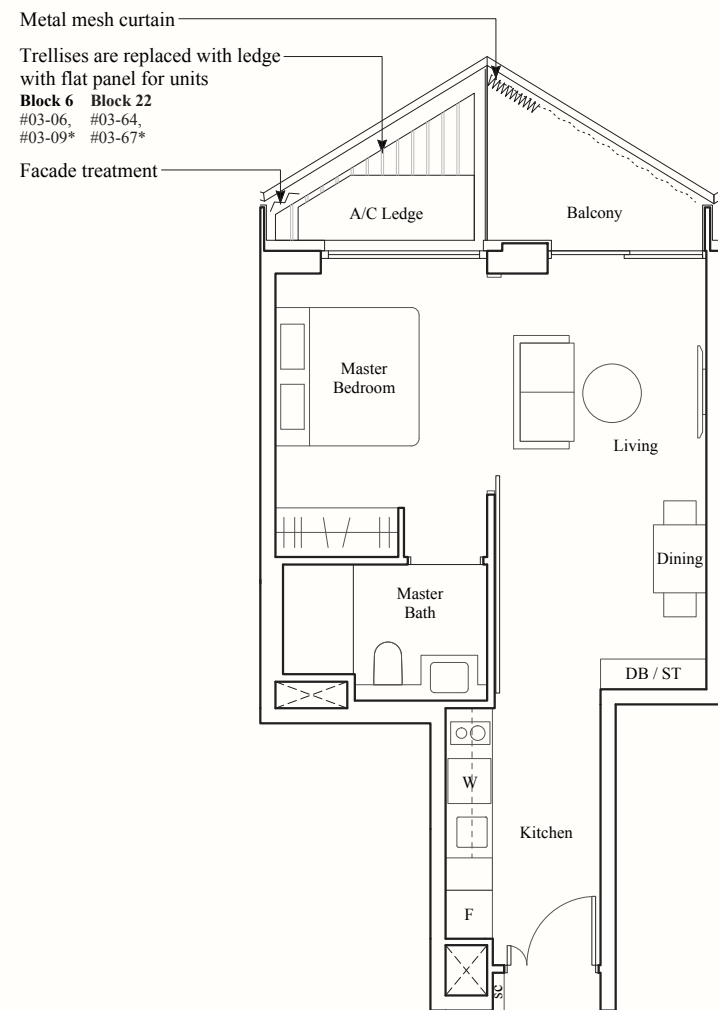 Metal mesh curtain
Trellises are replaced with ledge
with flat panel for units
Block 6 Block 22
#03-06, #03-64,
#03-09* #03-67*
Facade treatment
A/C Ledge
Balcony
Master
Bedroom
Living
Dining
Master
Bath
DB / ST
W
Kitchen
F
SC